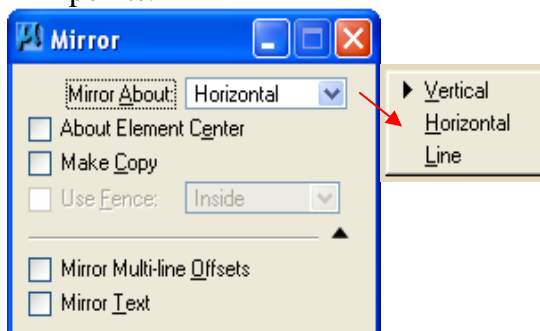 points.
Mirror
Mirror About: Horizontal
About Element Center
Make Copy
Use Fence: Inside
Mirror Multi-line Offsets
Mirror Text
Vertical
Horizontal
Line